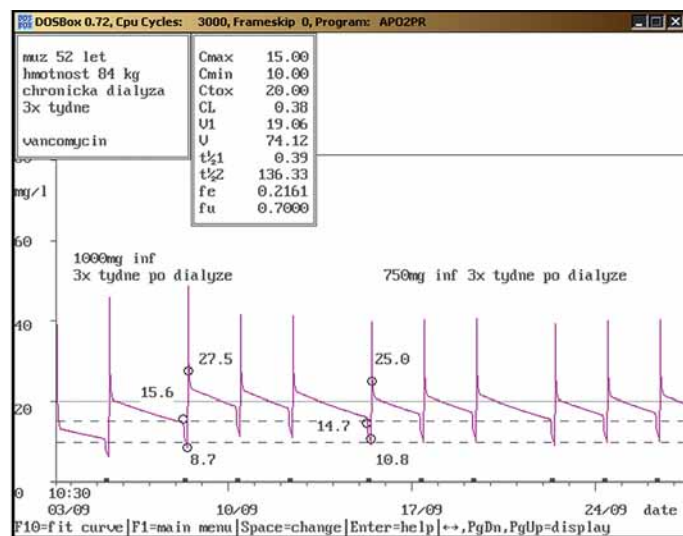 DOSBox 0.72, Cpu Cycles: 3000, Frameskip 0, Program: APO2PR
muz 52 let
hmotnost 84 kg
chronicka dialyza
3x tydne
vancomycin
Cmax 15.00
Cmin 10.00
Ctox 20.00
CL 0.38
V1 19.06
V 74.12
t½1 0.39
t½2 136.33
fe 0.2161
fu 0.7000
mg/l
60
1000mg inf
3x tydne po dialyze
750mg inf 3x tydne po dialyze
40
27.5
25.0
15.6
20
14.7
8.7
10.8
0 10:30
03/09 10/09 17/09 24/09 date
F10=fit curve|F1=main menu|Space=change|Enter=help|↔,PgDn,PgUp=display